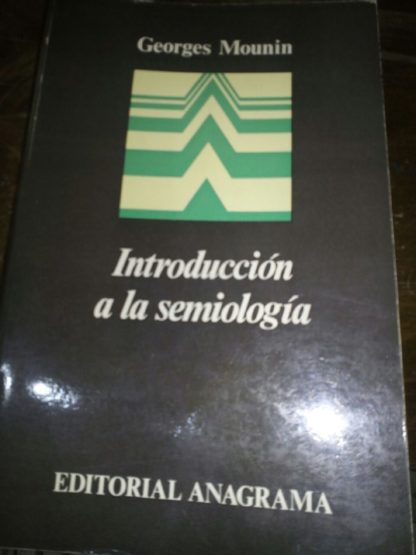 Georges Mounin
Introducción
a la semiología
EDITORIAL ANAGRAMA